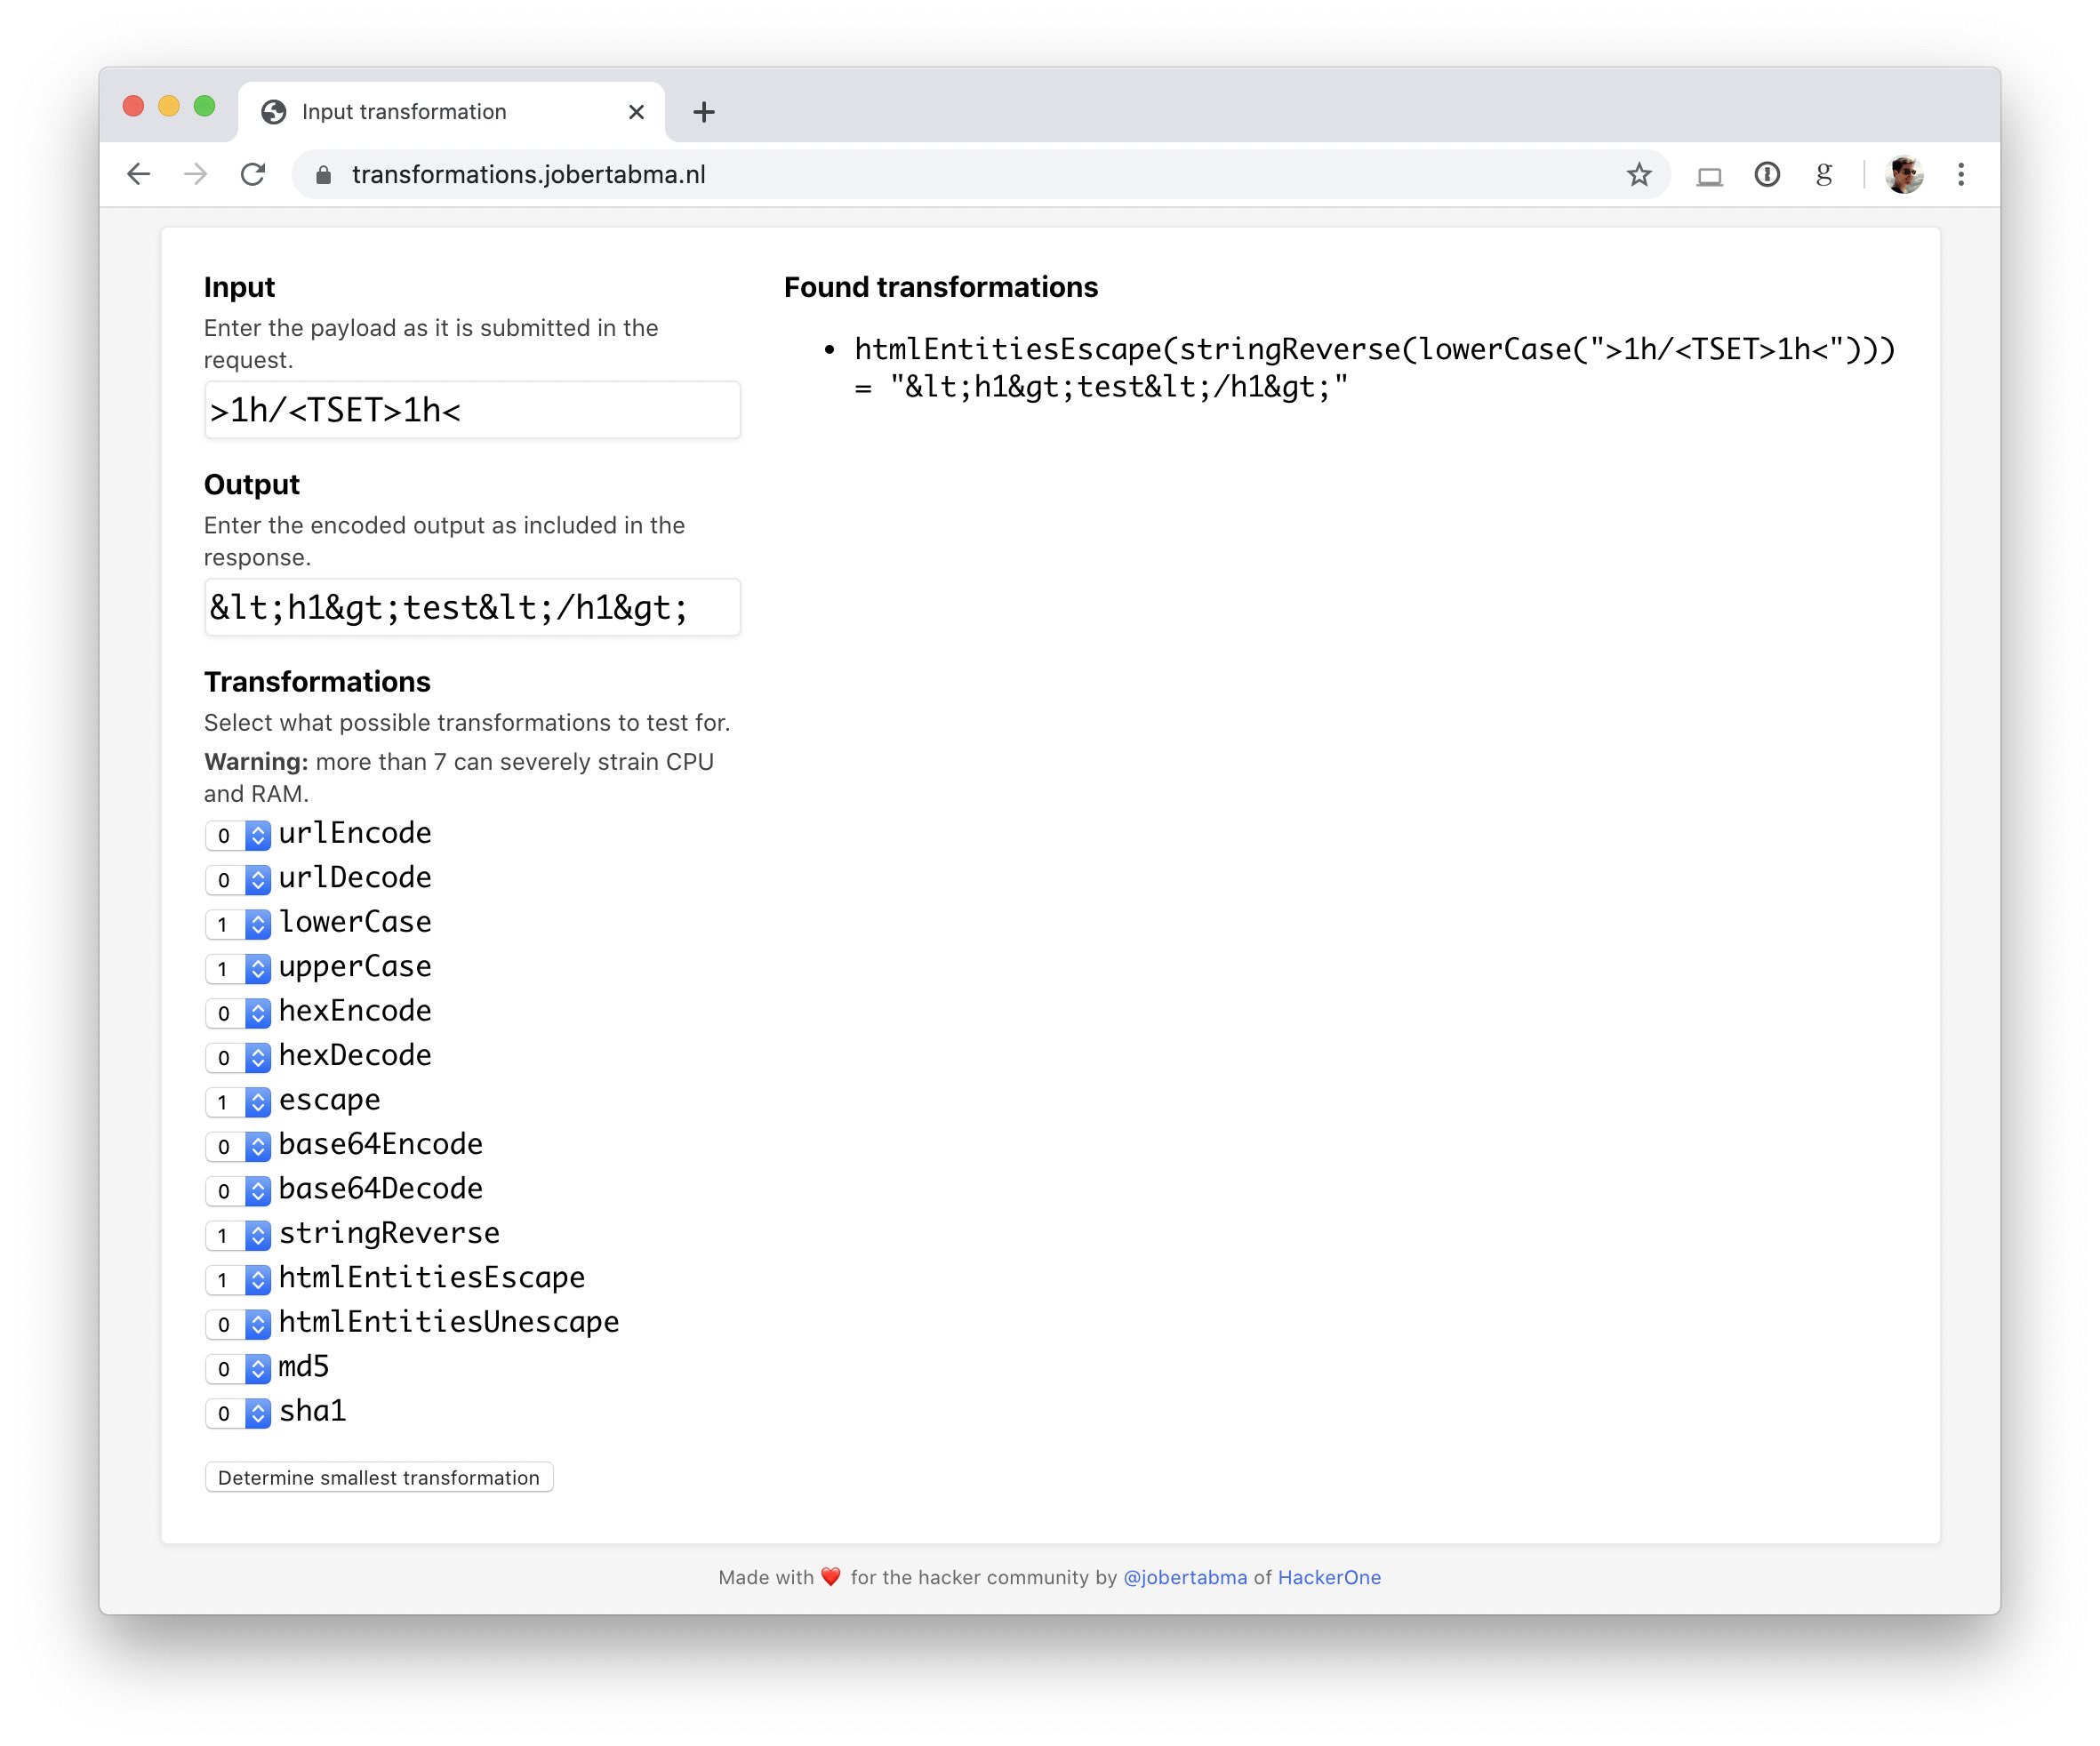 Input transformation
transformations.jobertabma.nl
g
Input
Enter the payload as it is submitted in the
request.
>1h/<TSET>1h<
Output
Enter the encoded output as included in the
response.
&lt;h1&gt;test&lt;/h1&gt;
Transformations
Select what possible transformations to test for.
Warning: more than 7 can severely strain CPU
and RAM.
0 urlEncode
0 urlDecode
1 lowerCase
1 upperCase
0 hexEncode
0 hexDecode
1 escape
0 base64Encode
0 base64Decode
1 stringReverse
1 htmlEntitiesEscape
0 htmlEntitiesUnescape
0 md5
0 sha1
Determine smallest transformation
Found transformations
• htmlEntitiesEscape(stringReverse(lowerCase(">1h/<TSET>1h<")))
= "&lt;h1&gt;test&lt;/h1&gt;"
Made with ❤️ for the hacker community by @jobertabma of HackerOne